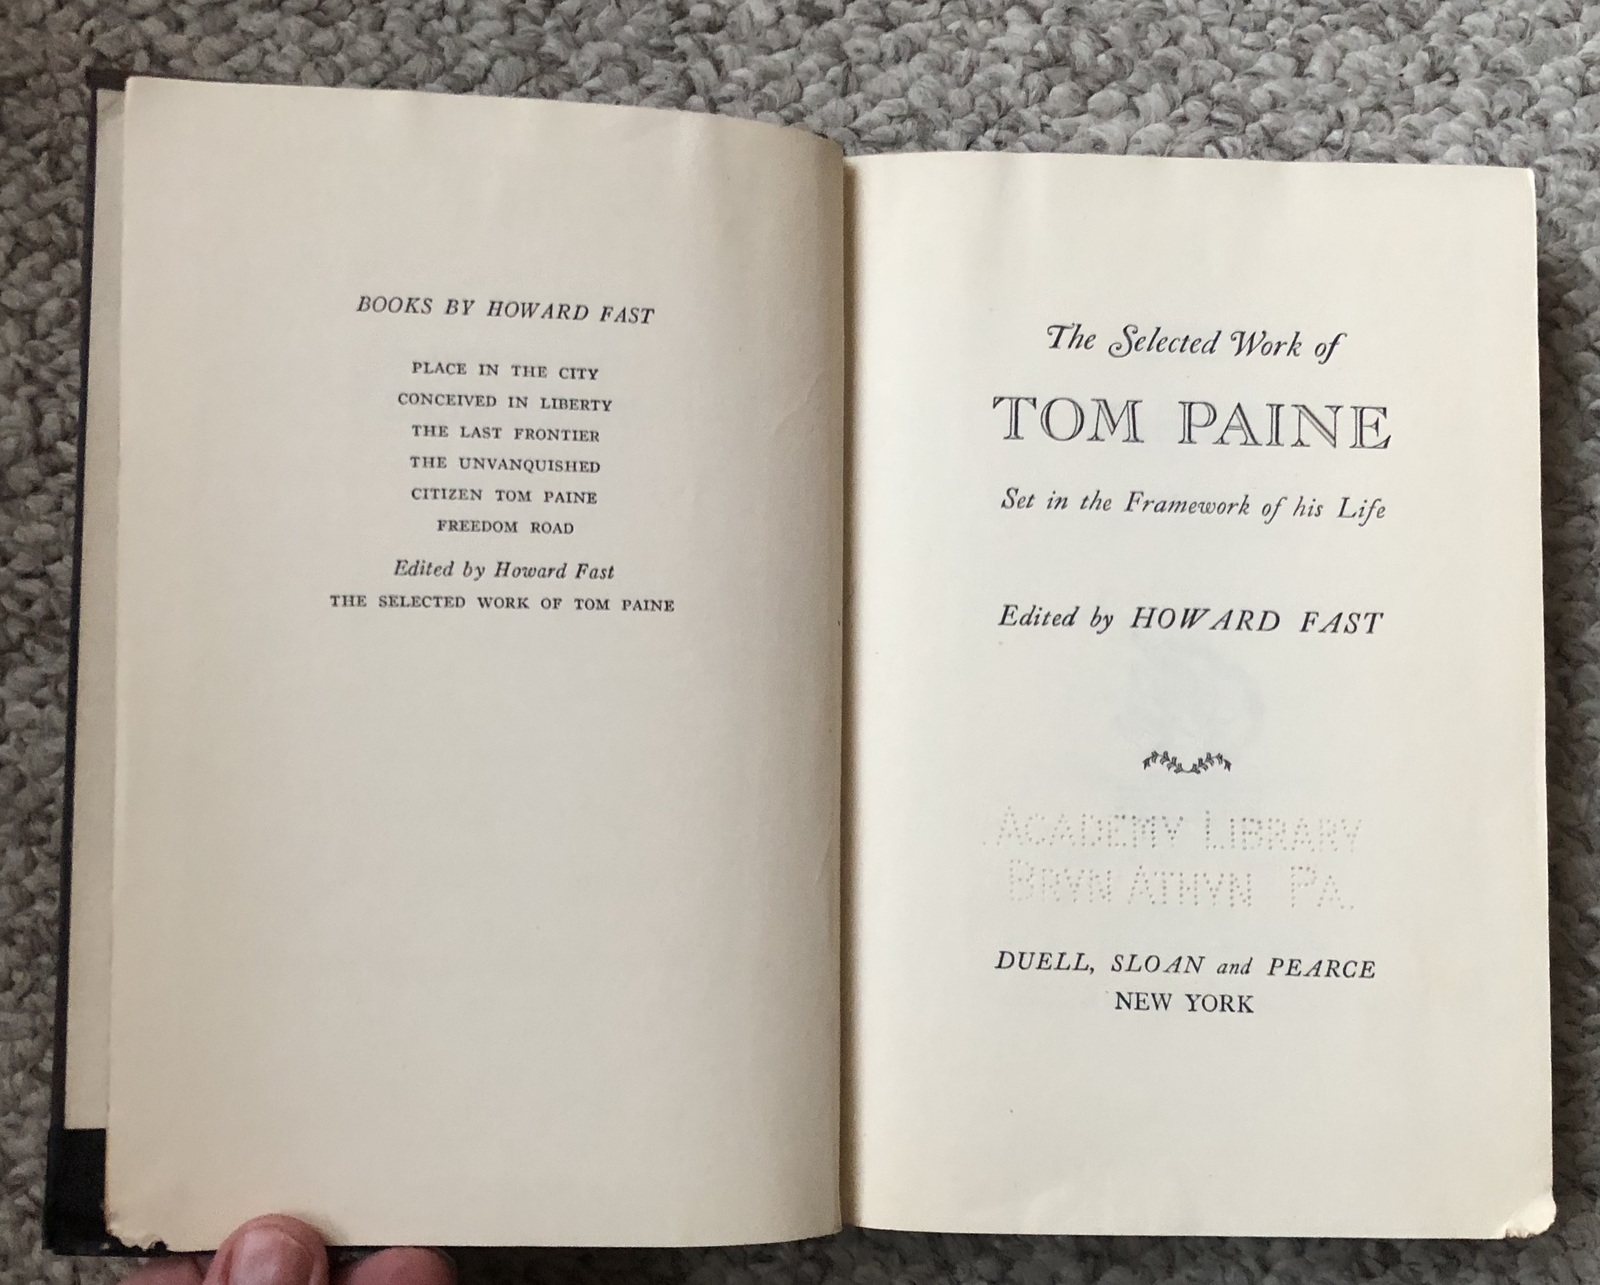 BOOKS BY HOWARD FAST
PLACE IN THE CITY
CONCEIVED IN LIBERTY
THE LAST FRONTIER
THE UNVANQUISHED
CITIZEN TOM PAINE
FREEDOM ROAD
Edited by Howard Fast
THE SELECTED WORK OF TOM PAINE
The Selected Work of
TOM PAINE
Set in the Framework of his Life
Edited by HOWARD FAST
ACADEMY LIBRARY
BRYN ATHYN PA.
DUELL, SLOAN and PEARCE
NEW YORK